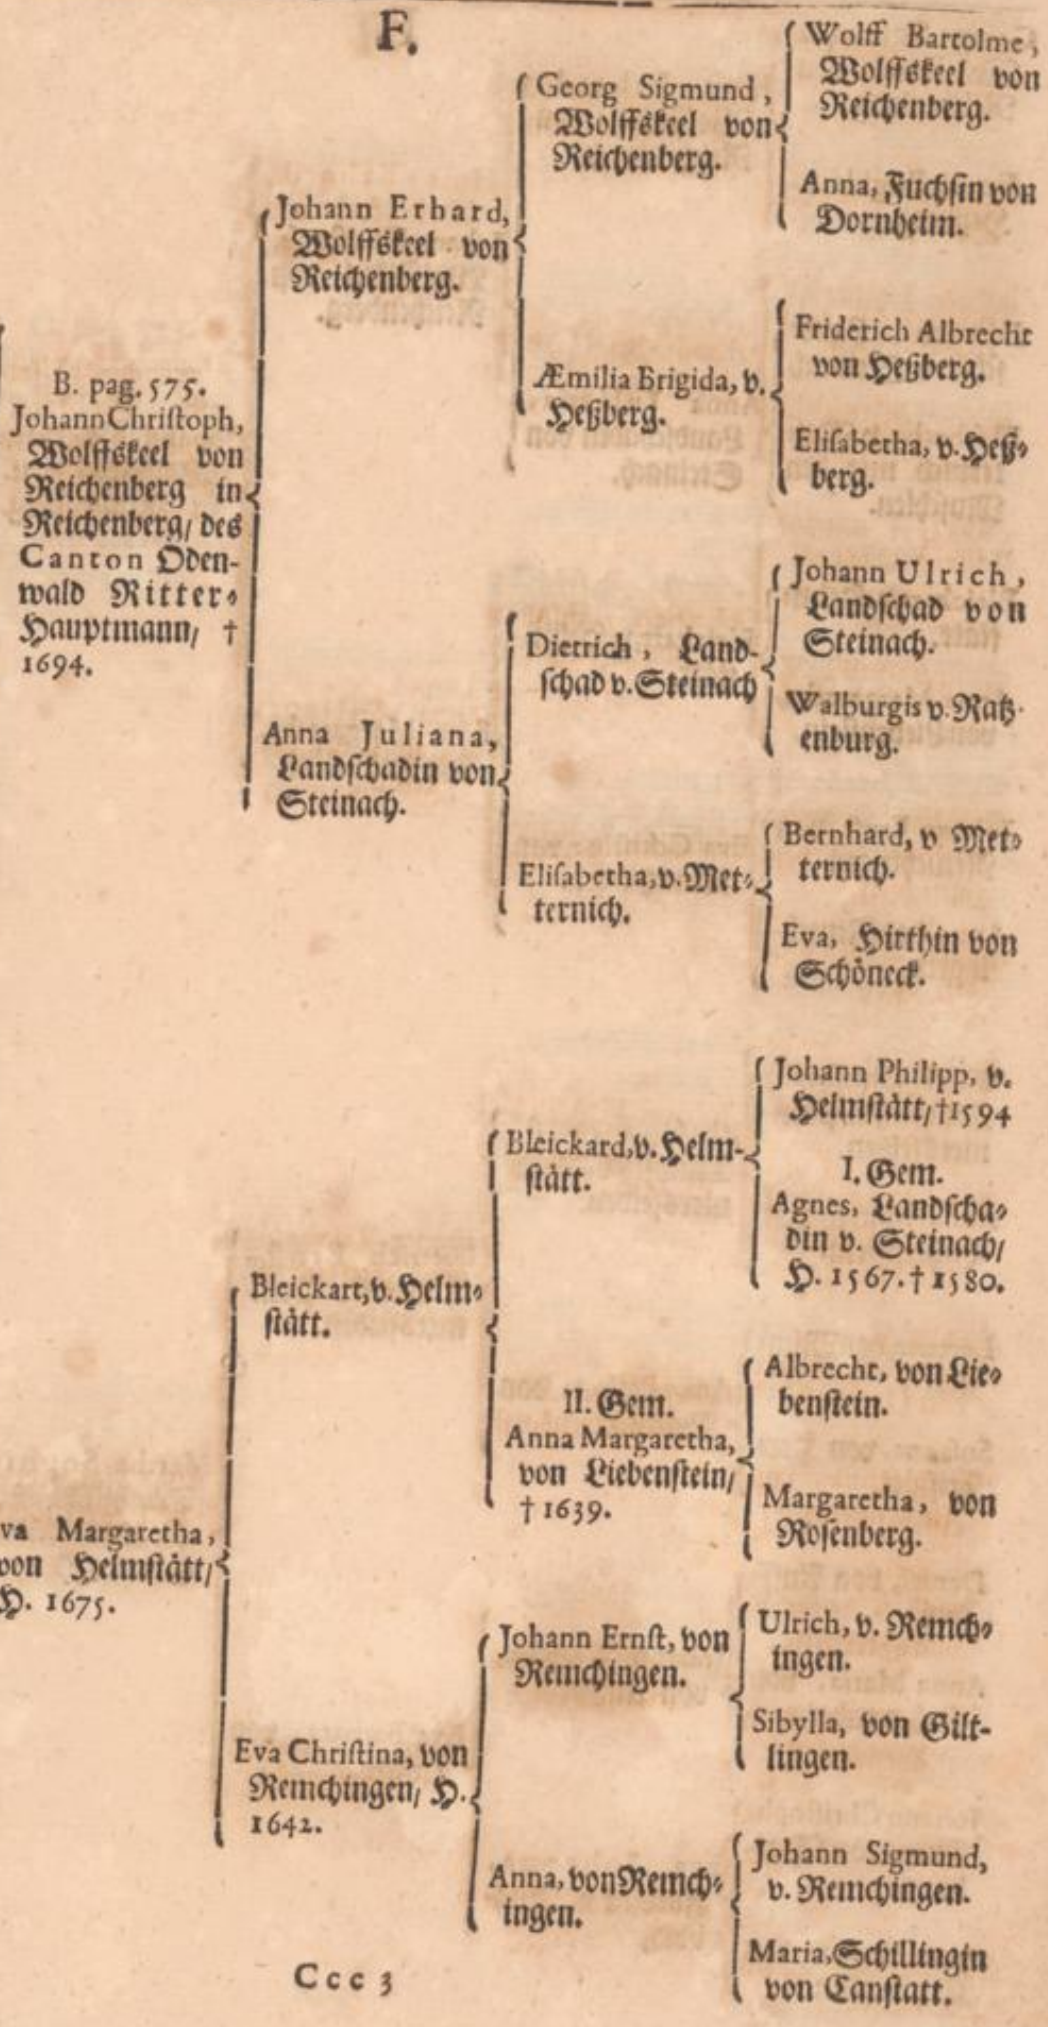 F.
B. pag. 575.
Johann Christoph,
Wolffskeel von
Reichenberg in
Reichenberg/ des
Canton Oden-
wald Ritter-
Hauptmann/ †
1694.
Johann Erhard,
Wolffskeel von
Reichenberg.
Georg Sigmund,
Wolffskeel von
Reichenberg.
Wolff Bartolme,
Wolffskeel von
Reichenberg.
Anna, Fuchsin von
Dornheim.
Æmilia Brigida, v.
Heßberg.
Friderich Albrecht
von Heßberg.
Elisabetha, v. Heß-
berg.
Anna Juliana,
Landschadin von
Steinach.
Dietrich, Land-
schad v. Steinach
Johann Ulrich,
Landschad von
Steinach.
Walburgis v. Ratz-
enburg.
Elisabetha, v. Met-
ternich.
Bernhard, v Met-
ternich.
Eva, Hirthin von
Schöneck.
va Margaretha,
von Helmstätt/
H. 1675.
Bleickart, v. Helm-
stätt.
Bleickard, v. Helm-
stätt.
Johann Philipp, v.
Helmstätt/ † 1594
I. Gem.
Agnes, Landscha-
din v. Steinach/
H. 1567. † 1580.
II. Gem.
Anna Margaretha,
von Liebenstein/
† 1639.
Albrecht, von Lie-
benstein.
Margaretha, von
Rosenberg.
Eva Christina, von
Remchingen/ H.
1642.
Johann Ernst, von
Remchingen.
Ulrich, v. Remch-
ingen.
Sibylla, von Gilt-
lingen.
Anna, von Remch-
ingen.
Johann Sigmund,
v. Remchingen.
Maria, Schillingin
von Canstatt.
Ccc 3